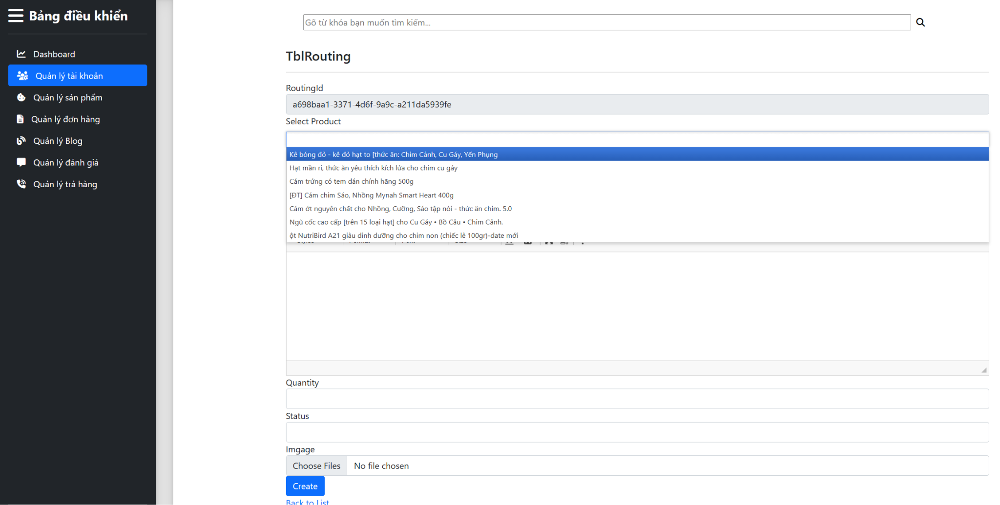 Bảng điều khiển
Dashboard
Quản lý tài khoản
Quản lý sản phẩm
Quản lý đơn hàng
Quản lý Blog
Quản lý đánh giá
Quản lý trả hàng
Gõ từ khóa bạn muốn tìm kiếm...
TblRouting
RoutingId
a698baa1-3371-4d6f-9a9c-a211da5939fe
Select Product
Kê bóng đỏ - kê đỏ hạt to [thức ăn: Chim Cảnh, Cu Gáy, Yến Phụng
Hạt mần ri, thức ăn yêu thích kích lửa cho chim cu gáy
Cám trứng có tem dán chính hãng 500g
[ĐT] Cám chim Sáo, Nhồng Mynah Smart Heart 400g
Cám ớt nguyên chất cho Nhồng, Cưỡng, Sáo tập nói - thức ăn chim. 5.0
Ngũ cốc cao cấp [trên 15 loại hạt] cho Cu Gáy • Bồ Câu • Chim Cảnh.
ột NutriBird A21 giàu dinh dưỡng cho chim non (chiếc lẻ 100gr)-date mới
Quantity
Status
Imgage
Choose Files No file chosen
Create
Back to List